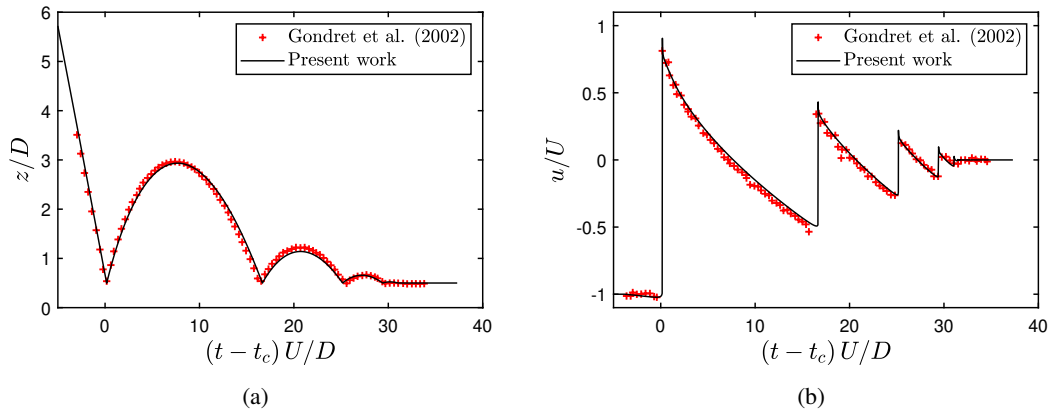 6
5
4
3
2
1
0
z/D
0
10
20
30
40
(t − t_c) U/D
Gondret et al. (2002)
Present work
(a)
1
0.5
0
-0.5
-1
u/U
0
10
20
30
40
(t − t_c) U/D
Gondret et al. (2002)
Present work
(b)